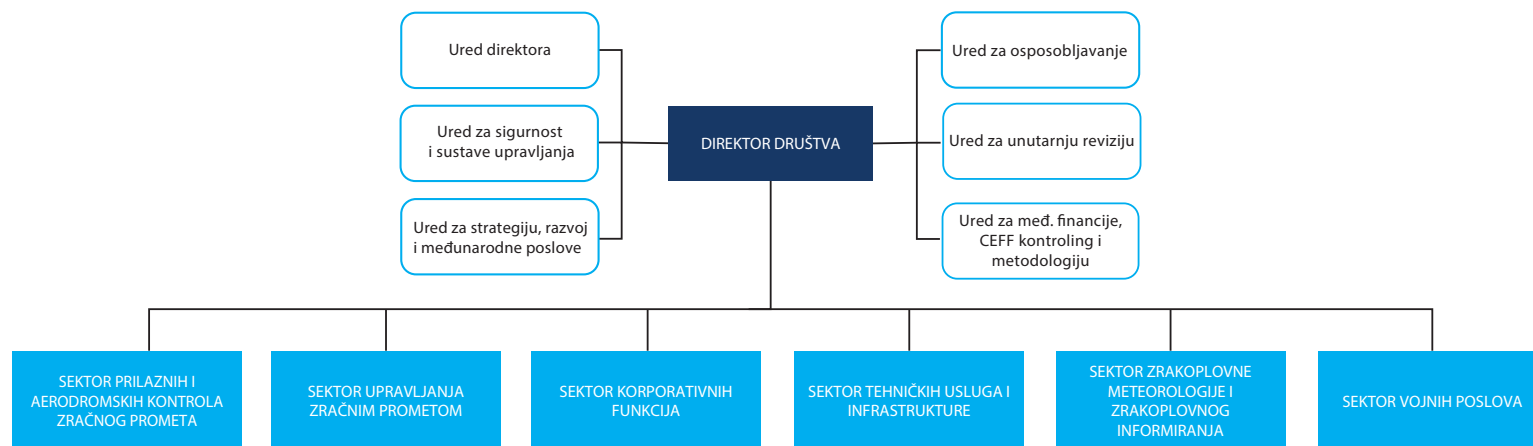 Ured direktora
Ured za osposobljavanje
Ured za sigurnost
i sustave upravljanja
DIREKTOR DRUŠTVA
Ured za unutarnju reviziju
Ured za strategiju, razvoj
i međunarodne poslove
Ured za međ. financije,
CEFF kontroling i
metodologiju
SEKTOR PRILAZNIH I
AERODROMSKIH KONTROLA
ZRAČNOG PROMETA
SEKTOR UPRAVLJANJA
ZRAČNIM PROMETOM
SEKTOR KORPORATIVNIH
FUNKCIJA
SEKTOR TEHNIČKIH USLUGA I
INFRASTRUKTURE
SEKTOR ZRAKOPLOVNE
METEOROLOGIJE I
ZRAKOPLOVNOG
INFORMIRANJA
SEKTOR VOJNIH POSLOVA